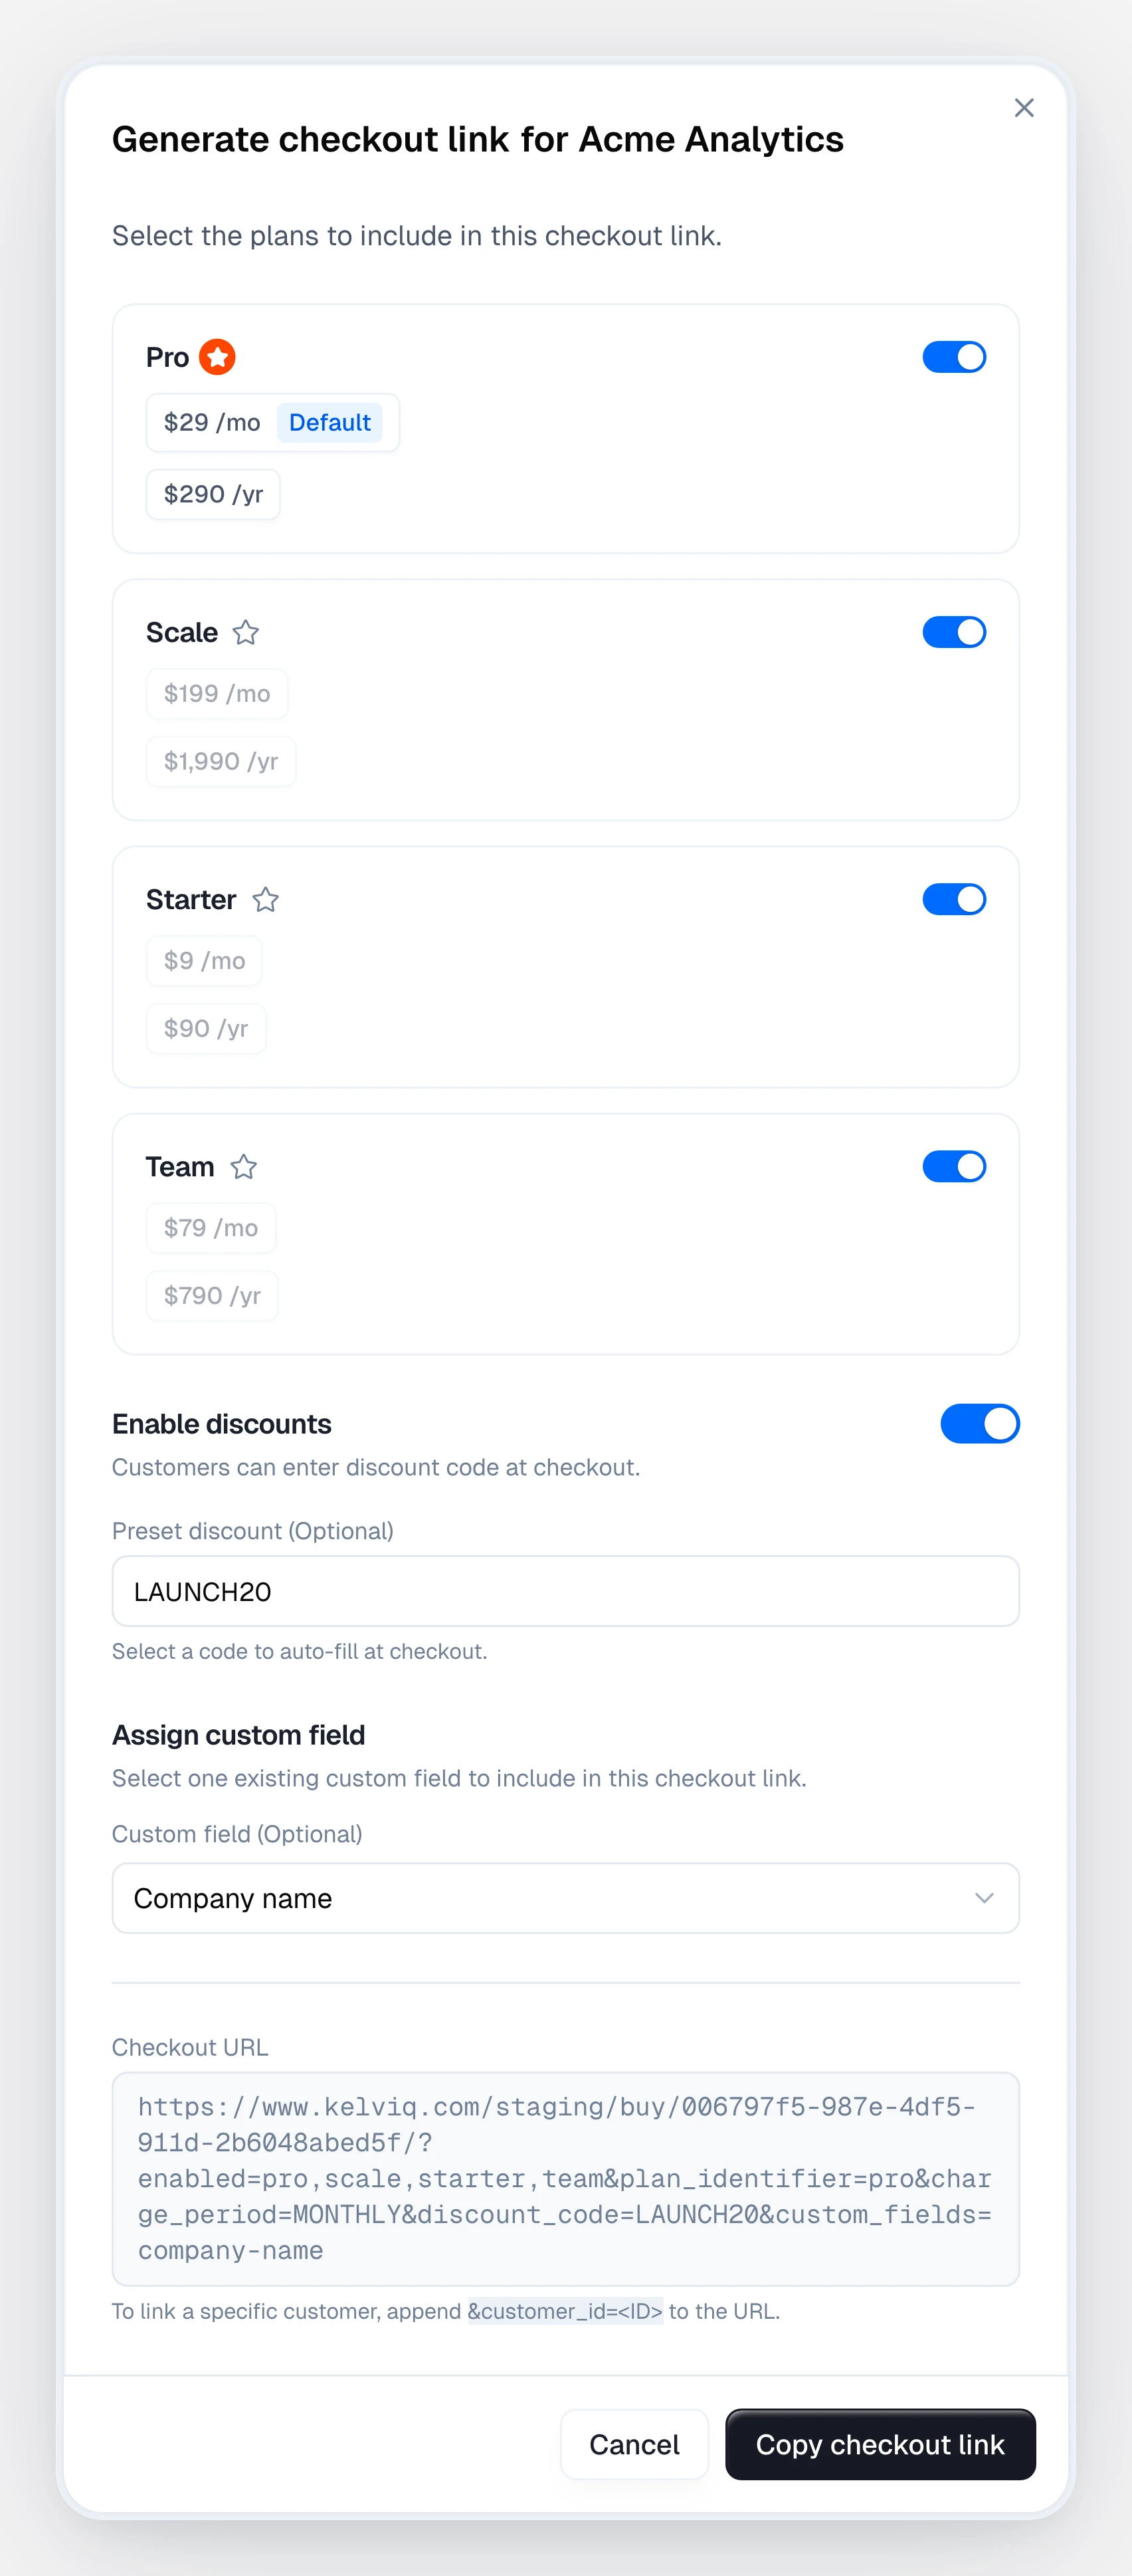 Generate checkout link for Acme Analytics
Select the plans to include in this checkout link.
Pro
$29 /mo Default
$290 /yr
Scale
$199 /mo
$1,990 /yr
Starter
$9 /mo
$90 /yr
Team
$79 /mo
$790 /yr
Enable discounts
Customers can enter discount code at checkout.
Preset discount (Optional)
LAUNCH20
Select a code to auto-fill at checkout.
Assign custom field
Select one existing custom field to include in this checkout link.
Custom field (Optional)
Company name
Checkout URL
https://www.kelviq.com/staging/buy/006797f5-987e-4df5-
911d-2b6048abed5f/?
enabled=pro,scale,starter,team&plan_identifier=pro&char
ge_period=MONTHLY&discount_code=LAUNCH20&custom_fields=
company-name
To link a specific customer, append &customer_id=<ID> to the URL.
Cancel
Copy checkout link